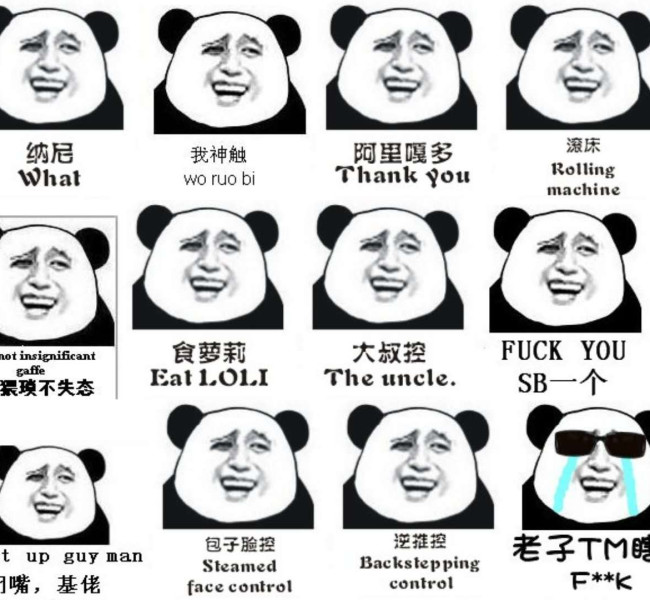 纳尼
What
我神触
wo ruo bi
阿里嘎多
Thank you
滚床
Rolling
machine
not insignificant
gaffe
猥琐不失态
食萝莉
Eat LOLI
大叔控
The uncle.
FUCK YOU
SB一个
t up guy man
闭嘴，基佬
包子脸控
Steamed
face control
逆推控
Backstepping
control
老子TM瞎
F**K